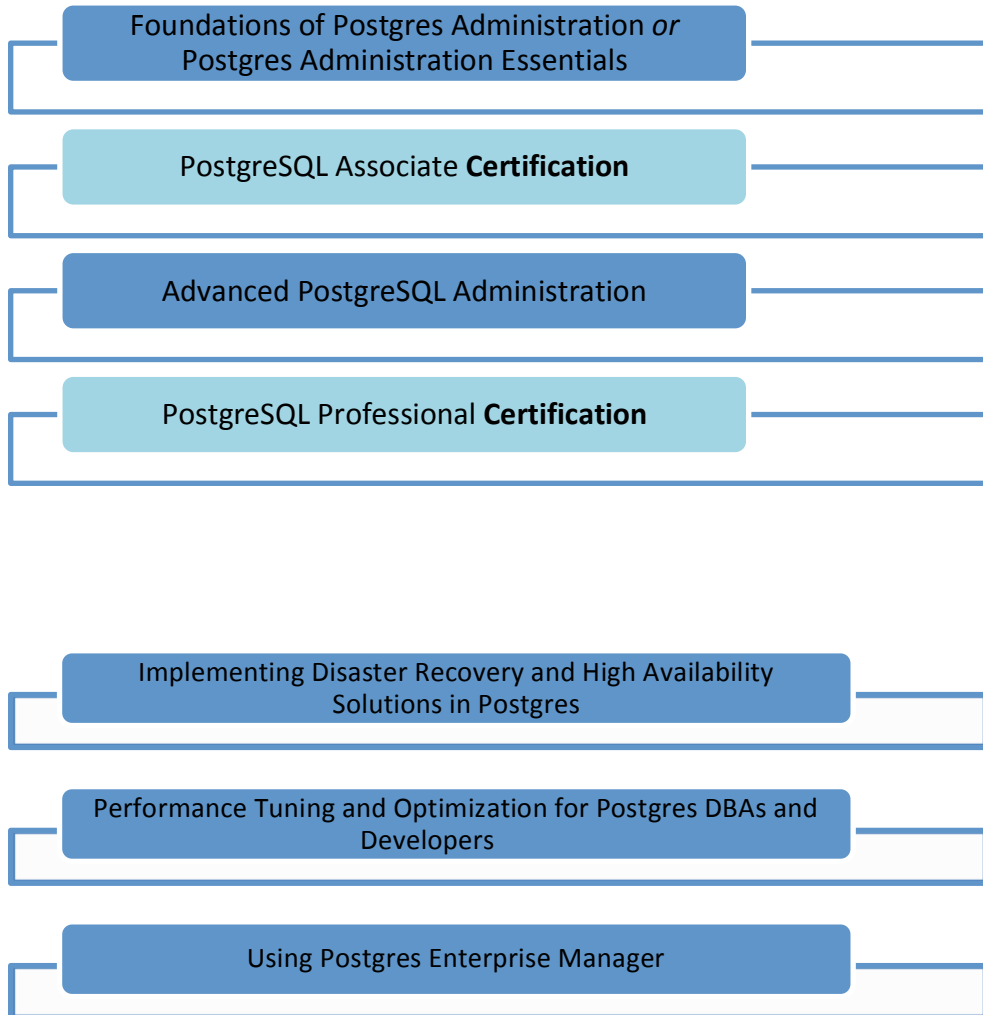 Foundations of Postgres Administration or
Postgres Administration Essentials
PostgreSQL Associate Certification
Advanced PostgreSQL Administration
PostgreSQL Professional Certification
Implementing Disaster Recovery and High Availability
Solutions in Postgres
Performance Tuning and Optimization for Postgres DBAs and
Developers
Using Postgres Enterprise Manager